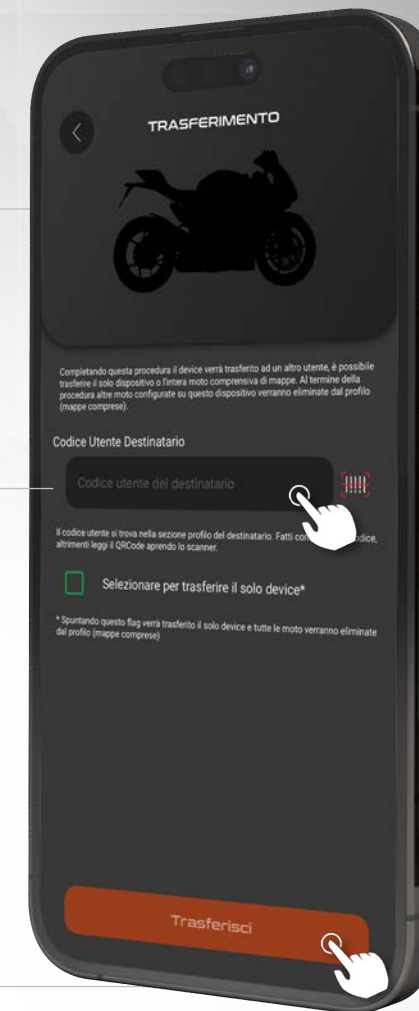 TRASFERIMENTO
Completando questa procedura il device verrà trasferito ad un altro utente, è possibile
trasferire il solo dispositivo o l'intera moto comprensiva di mappe. Al termine della
procedura altre moto configurate su questo dispositivo verranno eliminate dal profilo
(mappe comprese).
Codice Utente Destinatario
Codice utente del destinatario
Il codice utente si trova nella sezione profilo del destinatario. Fatti
altrimenti leggi il QRCode aprendo lo scanner.
Selezionare per trasferire il solo device*
* Spuntando questo flag verrà trasferito il solo device e tutte le moto verranno eliminate
dal profilo (mappe comprese)
Trasferisci